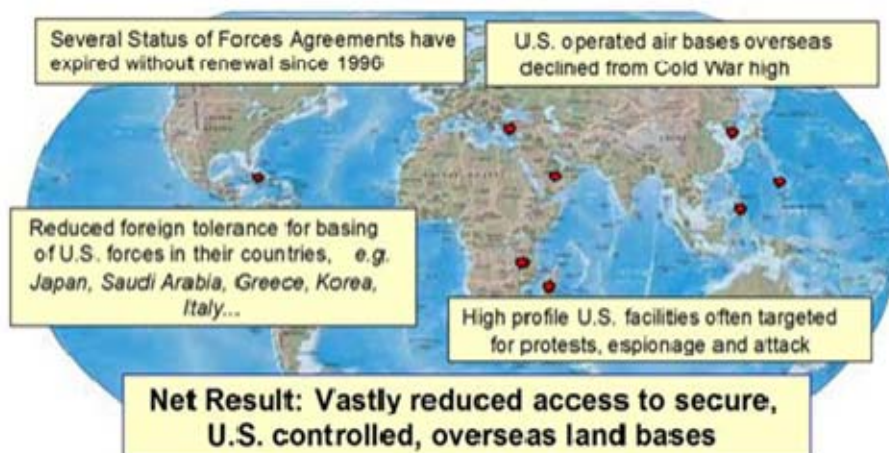 Several Status of Forces Agreements have
expired without renewal since 1996
U.S. operated air bases overseas
declined from Cold War high
Reduced foreign tolerance for basing
of U.S. forces in their countries, e.g.
Japan, Saudi Arabia, Greece, Korea,
Italy...
High profile U.S. facilities often targeted
for protests, espionage and attack
Net Result: Vastly reduced access to secure,
U.S. controlled, overseas land bases